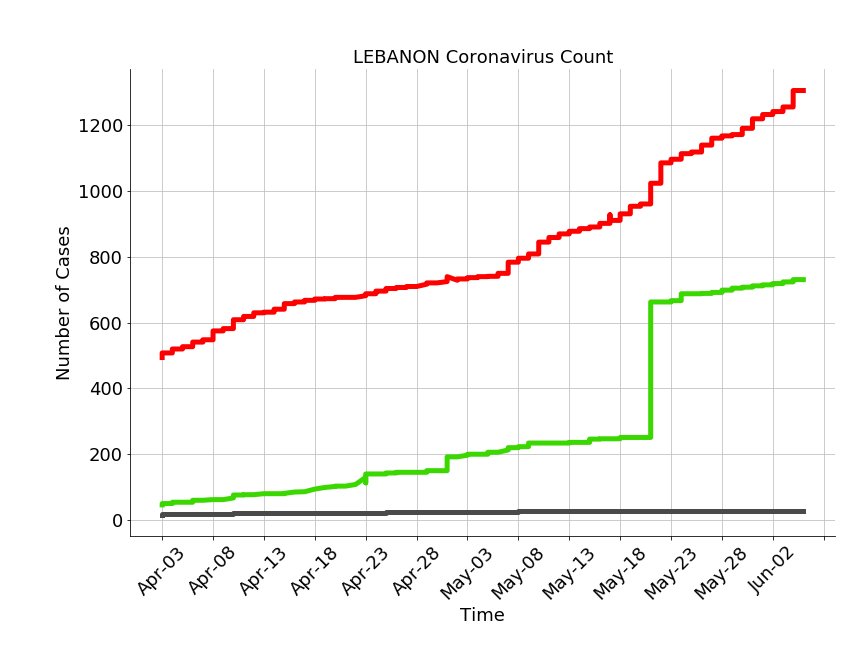 LEBANON Coronavirus Count
Number of Cases
1200
1000
800
600
400
200
0
Apr-03
Apr-08
Apr-13
Apr-18
Apr-23
Apr-28
May-03
May-08
May-13
May-18
May-23
May-28
Jun-02
Time